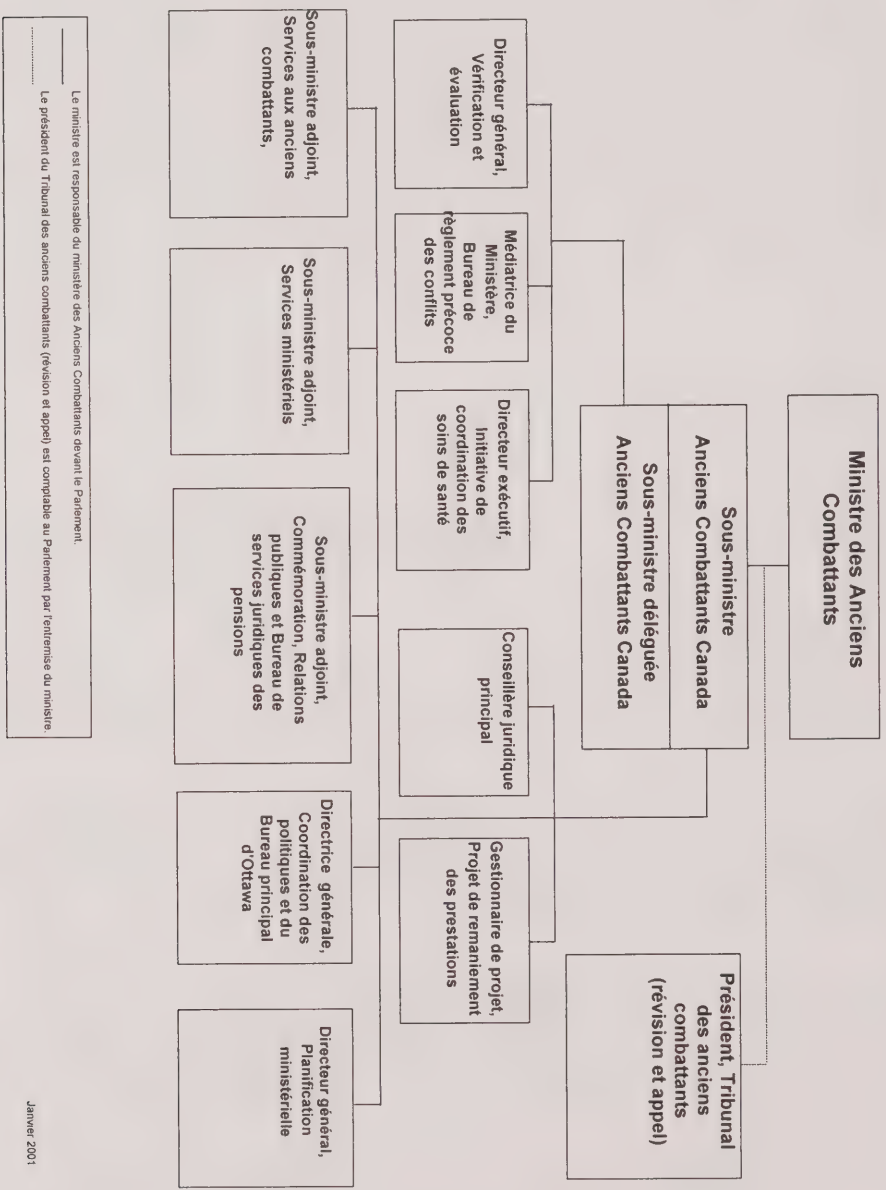 Ministre des Anciens
Combattants
Sous-ministre
Anciens Combattants Canada
Sous-ministre déléguée
Anciens Combattants Canada
Président, Tribunal
des anciens
combattants
(révision et appel)
Directeur général,
Vérification et
évaluation
Médiatrice du
Ministère,
Bureau de
règlement précoce
des conflits
Directeur exécutif,
Initiative de
coordination des
soins de santé
Conseillère juridique
principal
Gestionnaire de projet,
Projet de remaniement
des prestations
Sous-ministre adjoint,
Services aux anciens
combattants,
Sous-ministre adjoint,
Services ministériels
Sous-ministre adjoint,
Commémoration, Relations
publiques et Bureau de
services juridiques des
pensions
Directrice générale,
Coordination des
politiques et du
Bureau principal
d'Ottawa
Directeur général,
Planification
ministérielle
Le ministre est responsable du ministère des Anciens Combattants devant le Parlement.
Le président du Tribunal des anciens combattants (révision et appel) est comptable au Parlement par l'entremise du ministre.
Janvier 2001